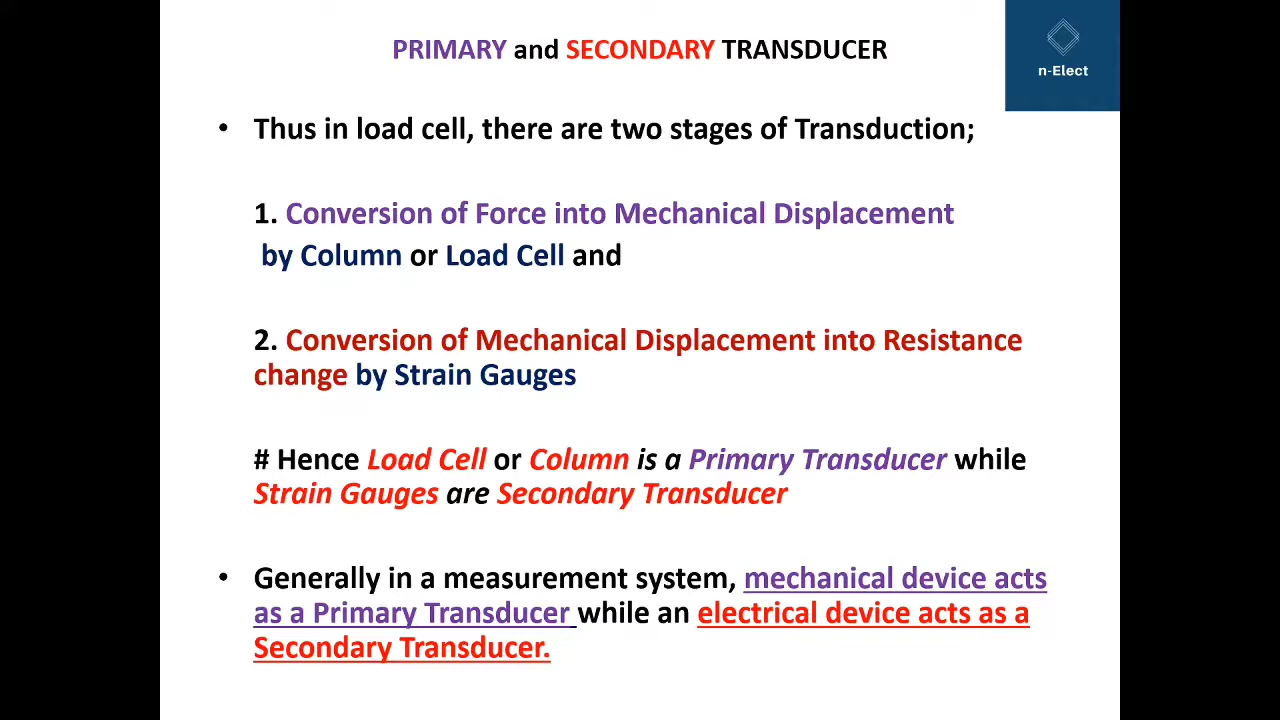 PRIMARY and SECONDARY TRANSDUCER
n-Elect
• Thus in load cell, there are two stages of Transduction;
1. Conversion of Force into Mechanical Displacement
by Column or Load Cell and
2. Conversion of Mechanical Displacement into Resistance
change by Strain Gauges
# Hence Load Cell or Column is a Primary Transducer while
Strain Gauges are Secondary Transducer
• Generally in a measurement system, mechanical device acts
as a Primary Transducer while an electrical device acts as a
Secondary Transducer.